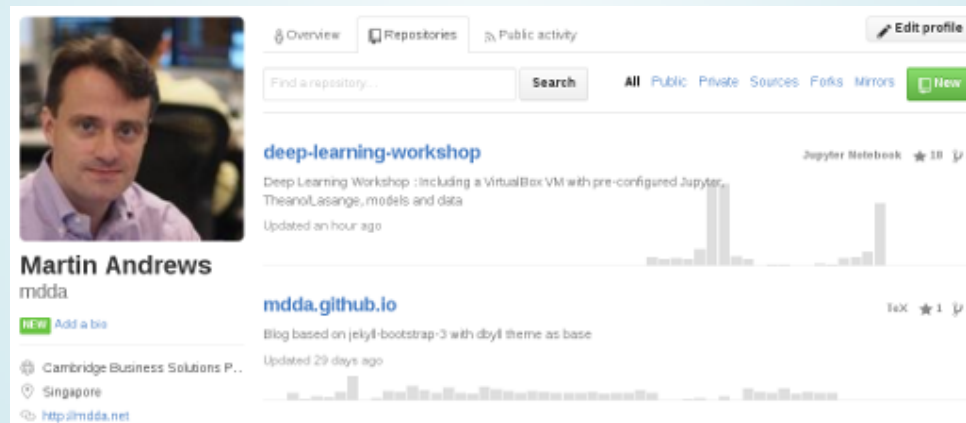 Overview Repositories Public activity Edit profile
Find a repository... Search All Public Private Sources Forks Mirrors New
deep-learning-workshop Jupyter Notebook 18
Deep Learning Workshop : Including a VirtualBox VM with pre-configured Jupyter,
Theano/Lasange, models and data
Updated an hour ago
Martin Andrews
mdda
NEW Add a bio
Cambridge Business Solutions P...
Singapore
http://mdda.net
mdda.github.io TeX 1
Blog based on jekyll-bootstrap-3 with dbyll theme as base
Updated 29 days ago